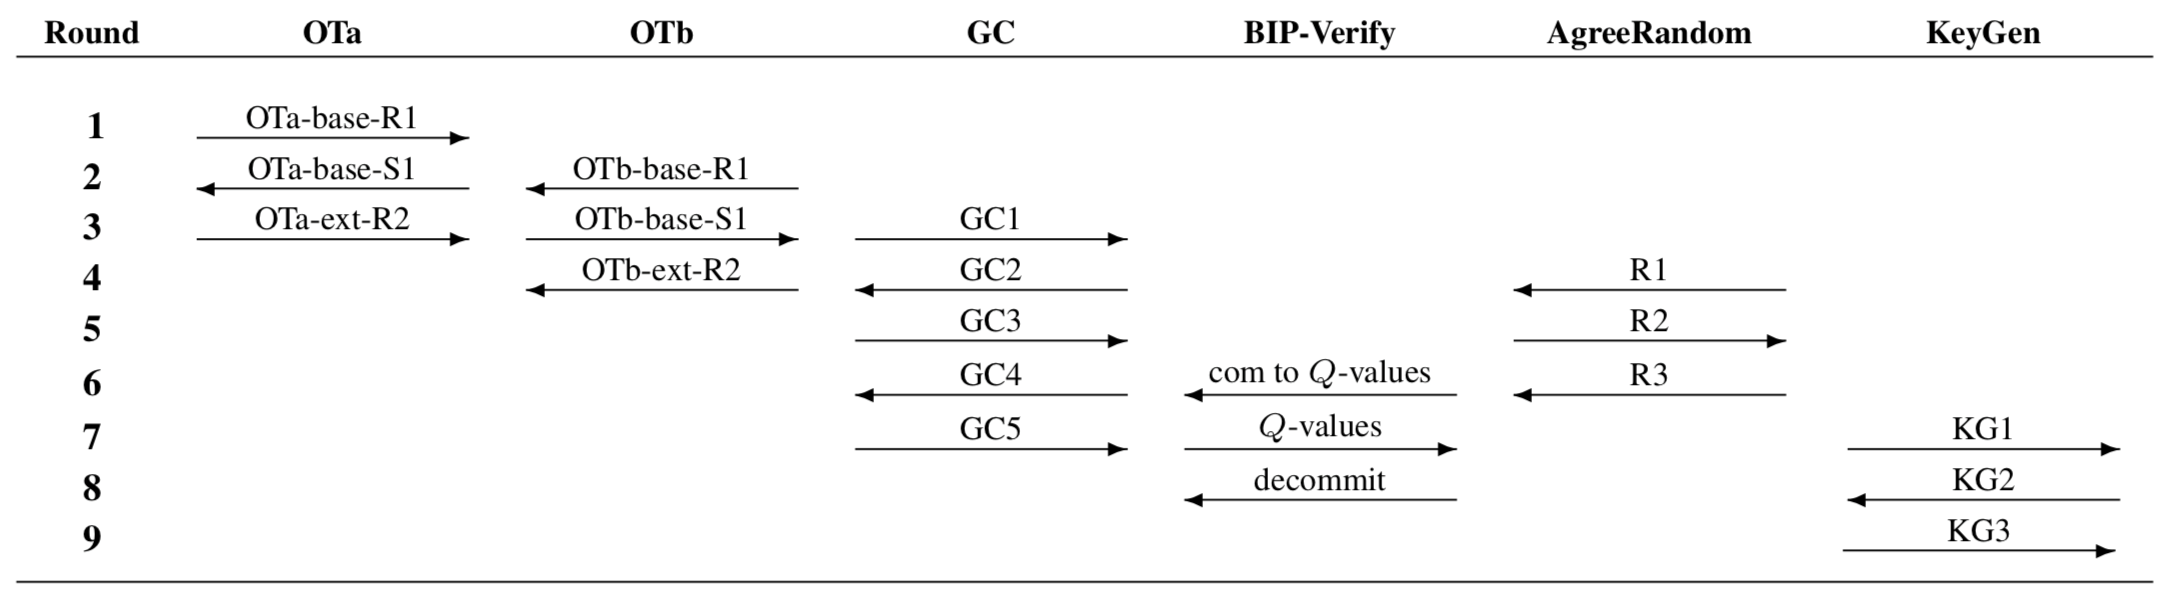 Round OTa OTb GC BIP-Verify AgreeRandom KeyGen
1 OTa-base-R1
2 OTa-base-S1 OTb-base-R1
3 OTa-ext-R2 OTb-base-S1 GC1
4 OTb-ext-R2 GC2 R1
5 GC3 R2
6 GC4 com to Q-values R3
7 GC5 Q-values KG1
8 decommit KG2
9 KG3